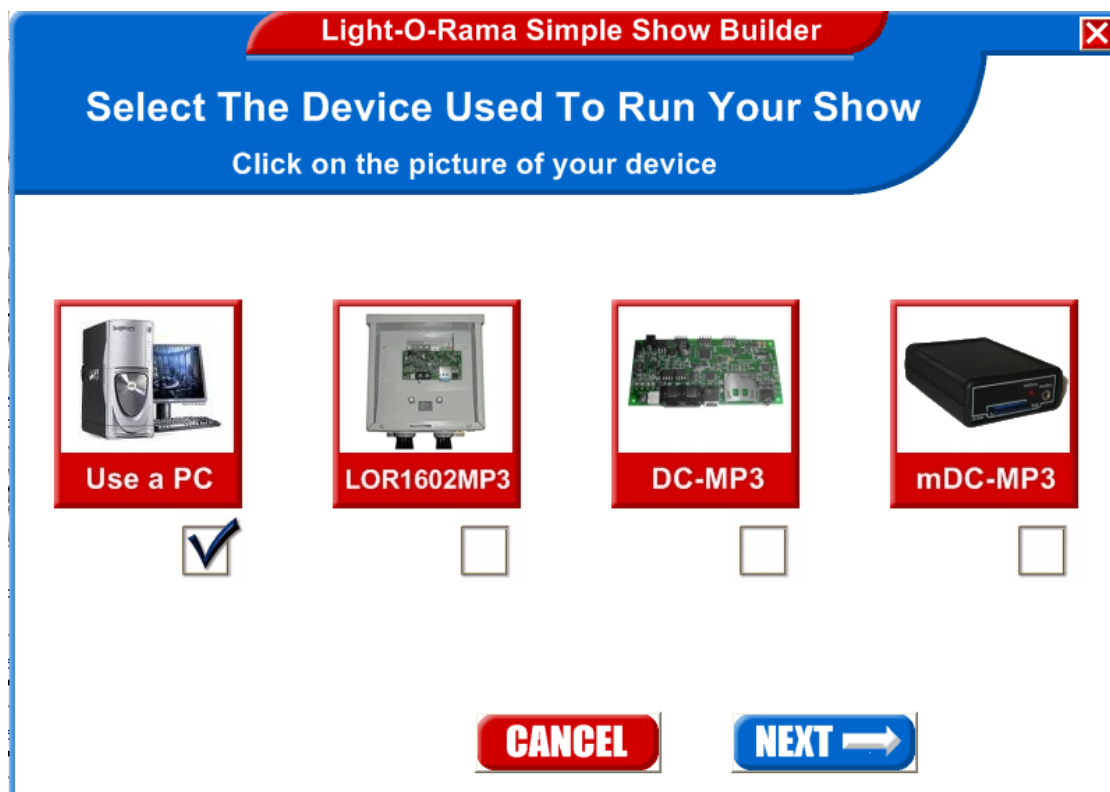 Light-O-Rama Simple Show Builder
Select The Device Used To Run Your Show
Click on the picture of your device
Use a PC
LOR1602MP3
DC-MP3
mDC-MP3
CANCEL
NEXT